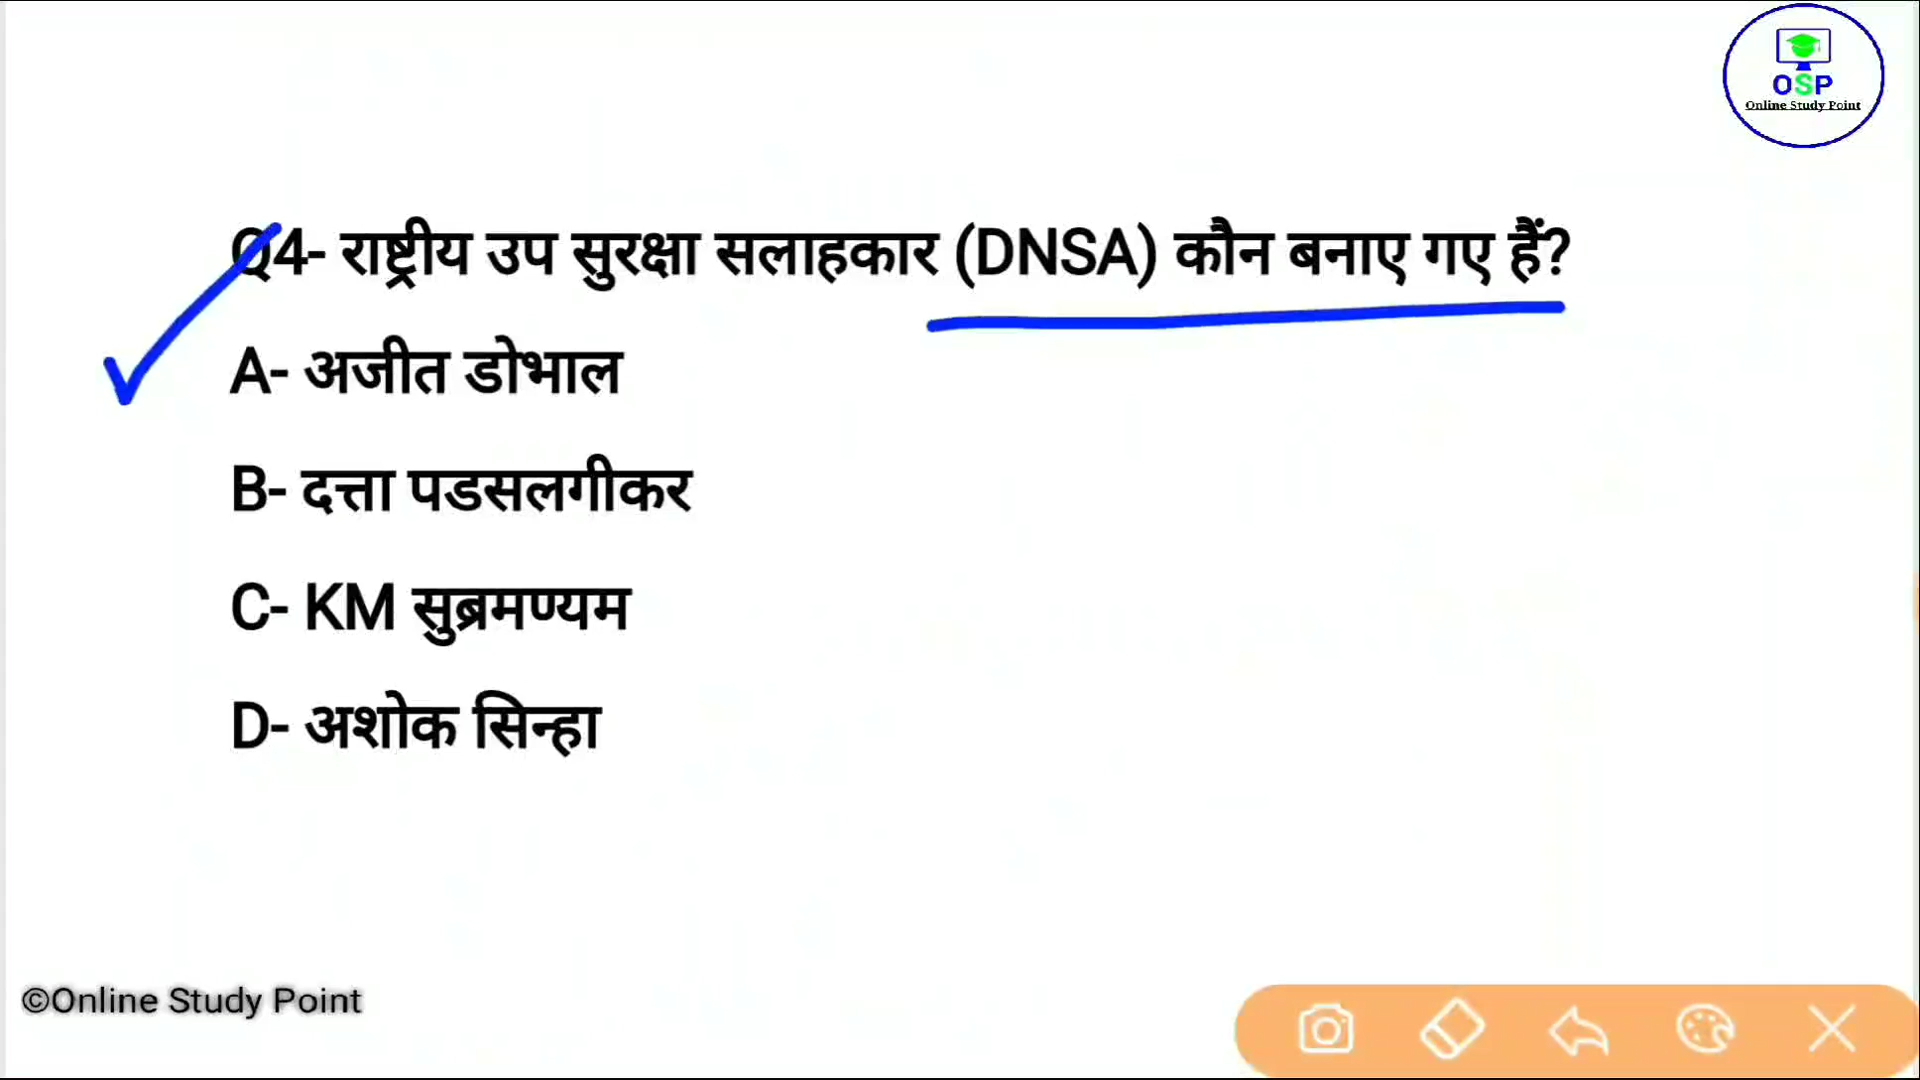 OSP
Online Study Point
Q4- राष्ट्रीय उप सुरक्षा सलाहकार (DNSA) कौन बनाए गए हैं?
A- अजीत डोभाल
B- दत्ता पडसलगीकर
C- KM सुब्रमण्यम
D- अशोक सिन्हा
©Online Study Point